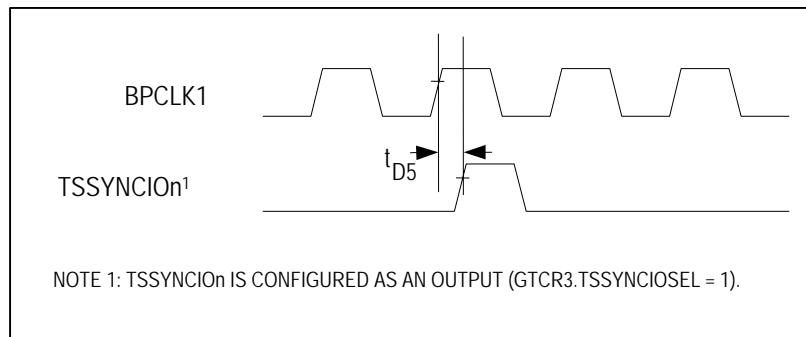 BPCLK1
tD5
TSSYNCIOn1
NOTE 1: TSSYNCIOn IS CONFIGURED AS AN OUTPUT (GTCR3.TSSYNCIOSEL = 1).